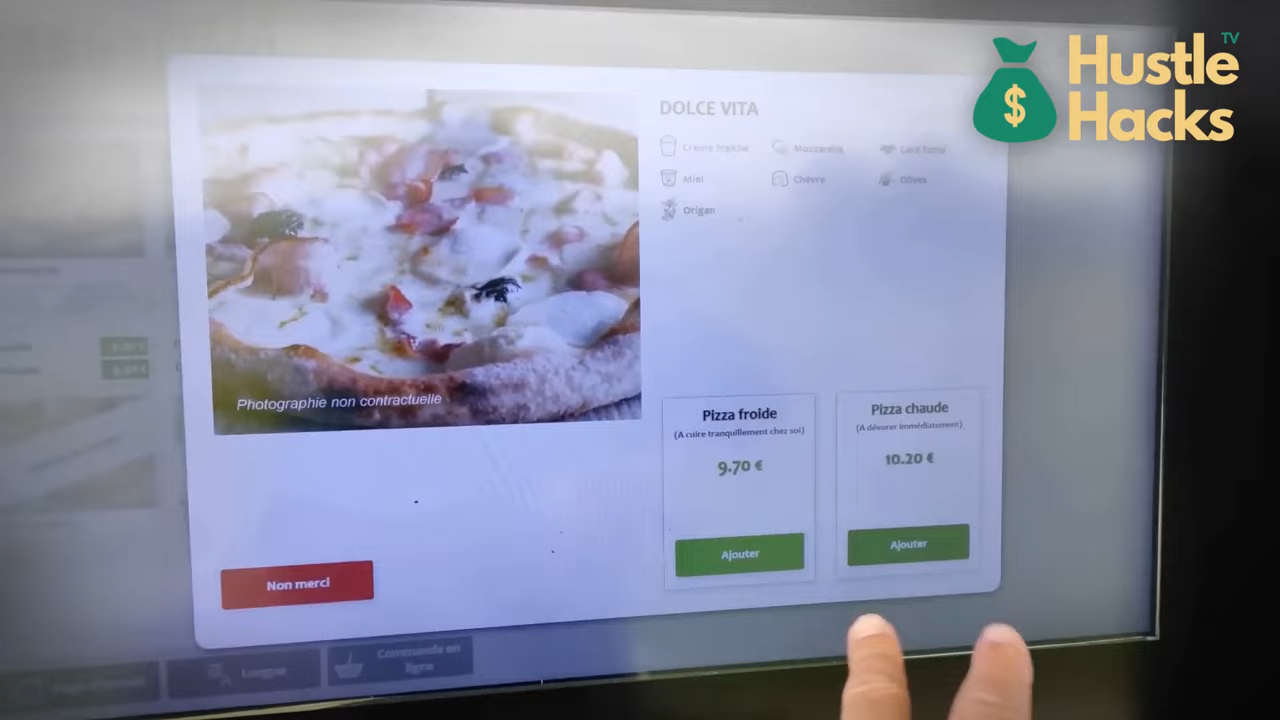 Hustle TV
Hacks
DOLCE VITA
Crème fraîche
Mozzarella
Lard fumé
Miel
Chèvre
Olives
Origan
Photographie non contractuelle
Pizza froide
(A cuire tranquillement chez soi)
9.70 €
Ajouter
Pizza chaude
(A dévorer immédiatement)
10.20 €
Ajouter
Non merci
Langue
Commande en
ligne